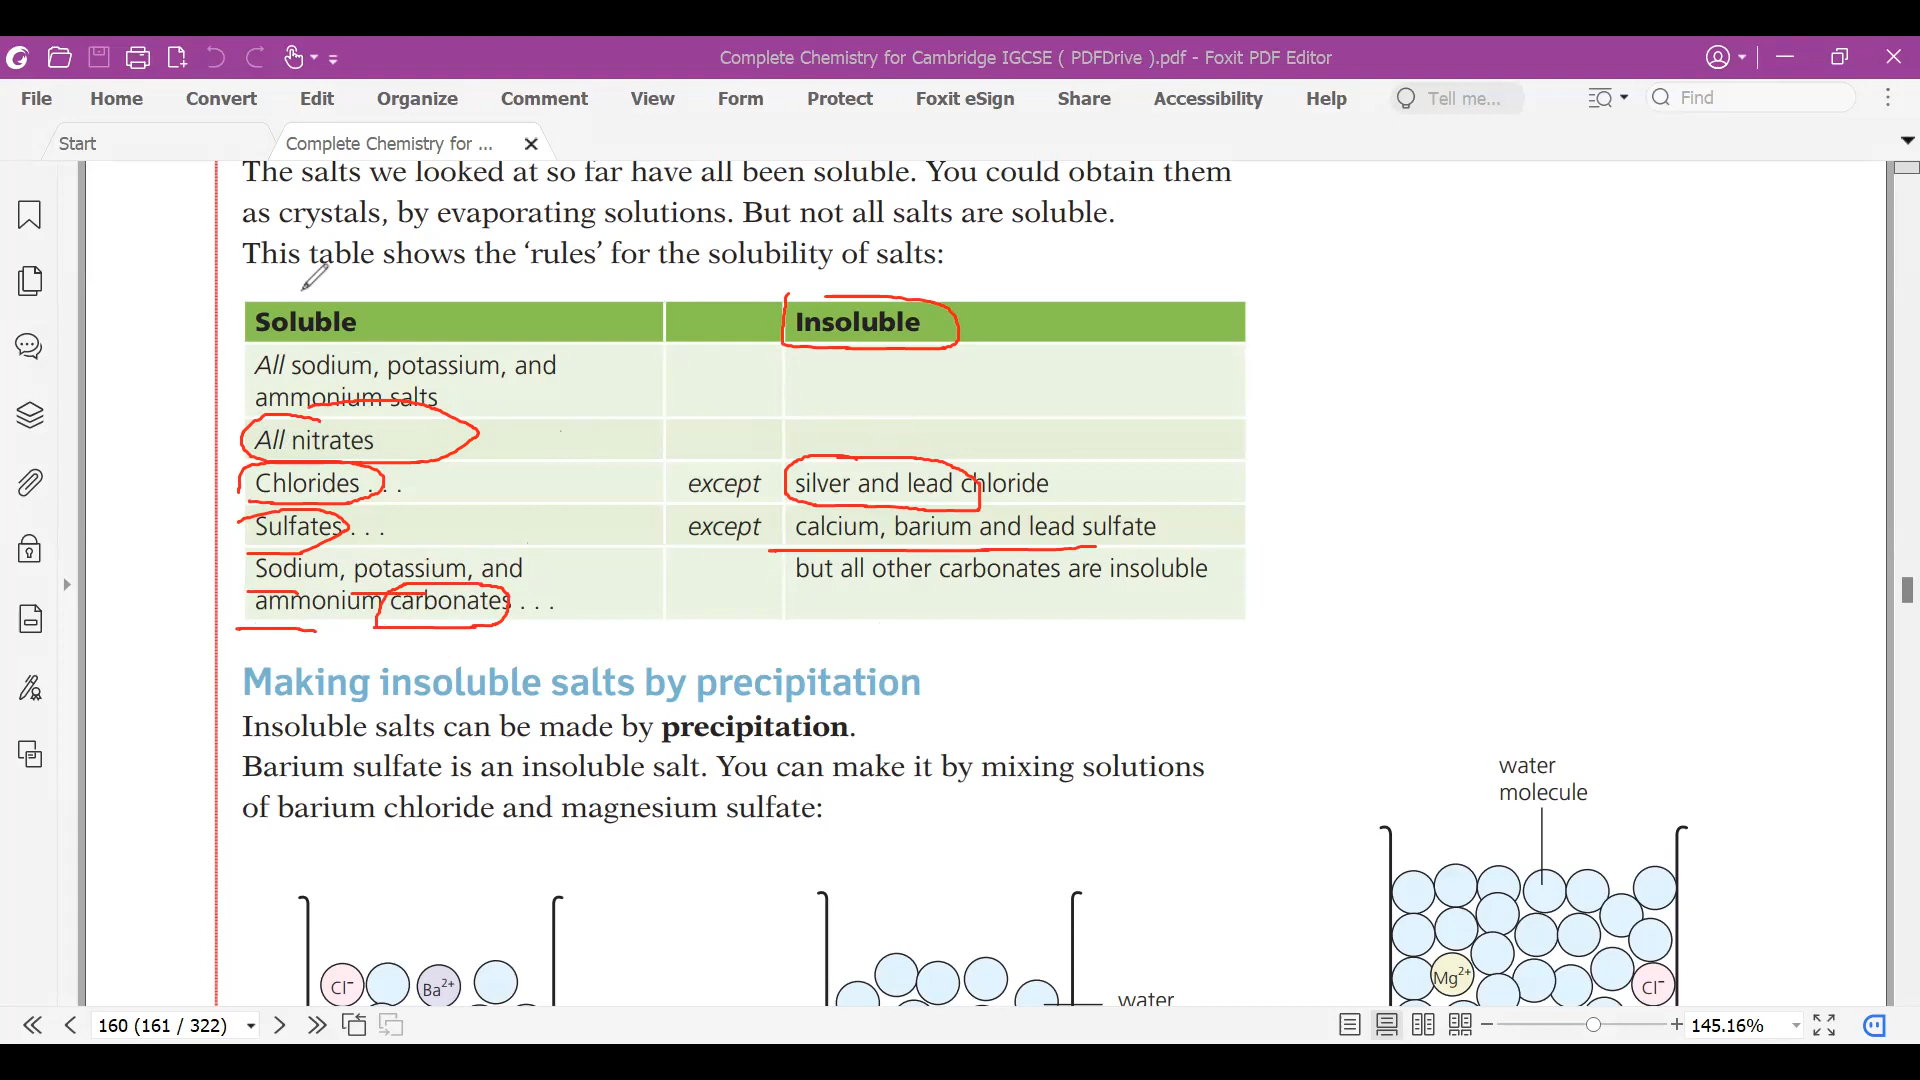 Complete Chemistry for Cambridge IGCSE ( PDFDrive ).pdf - Foxit PDF Editor
File Home Convert Edit Organize Comment View Form Protect Foxit eSign Share Accessibility Help Tell me... Find
Start Complete Chemistry for ...
The salts we looked at so far have all been soluble. You could obtain them
as crystals, by evaporating solutions. But not all salts are soluble.
This table shows the ‘rules’ for the solubility of salts:
Soluble Insoluble
All sodium, potassium, and
ammonium salts
All nitrates
Chlorides . . . except silver and lead chloride
Sulfates . . . except calcium, barium and lead sulfate
Sodium, potassium, and but all other carbonates are insoluble
ammonium carbonates . . .
Making insoluble salts by precipitation
Insoluble salts can be made by precipitation.
Barium sulfate is an insoluble salt. You can make it by mixing solutions
of barium chloride and magnesium sulfate:
water
molecule
Mg2+
Cl−
Cl−
Ba2+
water
160 (161 / 322) 145.16%